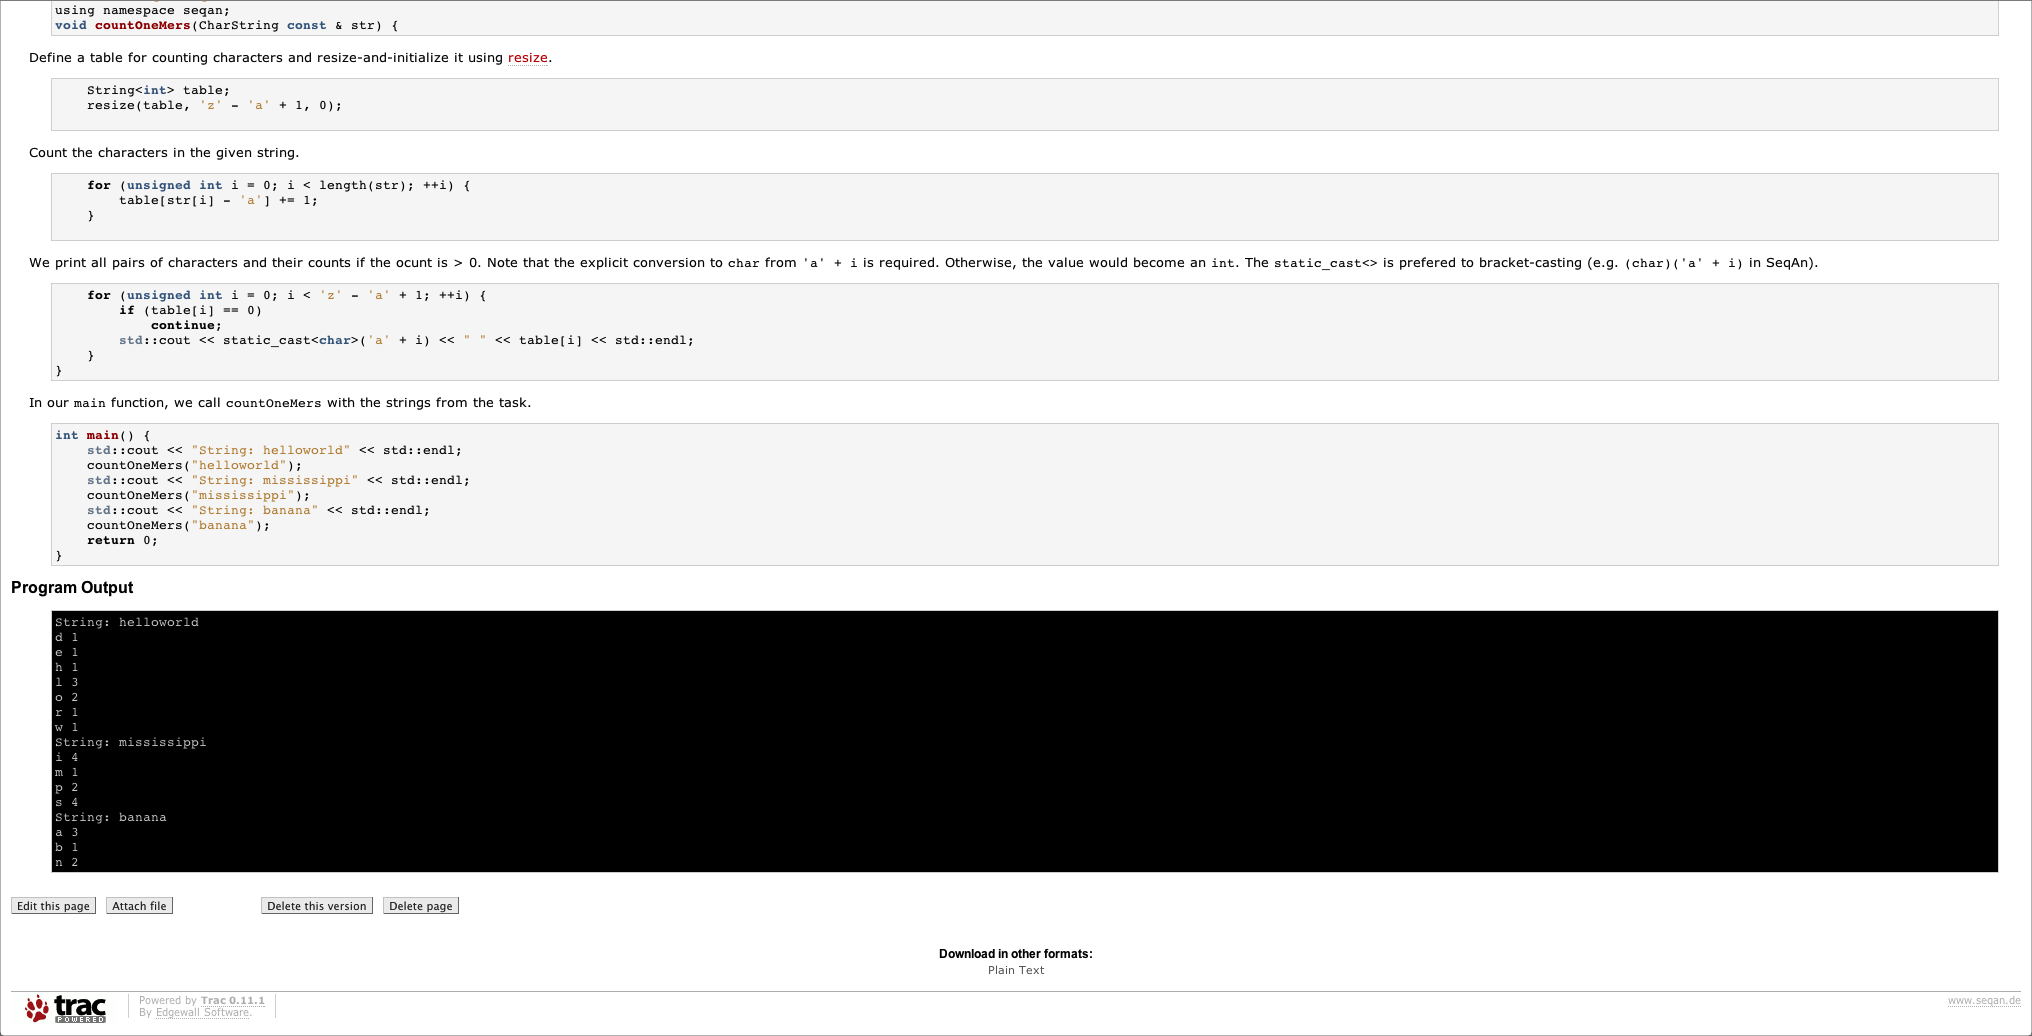 using namespace seqan;
void countOneMers(CharString const & str) {
Define a table for counting characters and resize-and-initialize it using resize.
String<int> table;
resize(table, 'z' - 'a' + 1, 0);
Count the characters in the given string.
for (unsigned int i = 0; i < length(str); ++i) {
table[str[i] - 'a'] += 1;
}
We print all pairs of characters and their counts if the ocunt is > 0. Note that the explicit conversion to char from 'a' + i is required. Otherwise, the value would become an int. The static_cast<> is prefered to bracket-casting (e.g. (char)('a' + i) in SeqAn).
for (unsigned int i = 0; i < 'z' - 'a' + 1; ++i) {
if (table[i] == 0)
continue;
std::cout << static_cast<char>('a' + i) << " " << table[i] << std::endl;
}
}
In our main function, we call countOneMers with the strings from the task.
int main() {
std::cout << "String: helloworld" << std::endl;
countOneMers("helloworld");
std::cout << "String: mississippi" << std::endl;
countOneMers("mississippi");
std::cout << "String: banana" << std::endl;
countOneMers("banana");
return 0;
}
Program Output
String: helloworld
d 1
e 1
h 1
l 3
o 2
r 1
w 1
String: mississippi
i 4
m 1
p 2
s 4
String: banana
a 3
b 1
n 2
Edit this page Attach file Delete this version Delete page
Download in other formats:
Plain Text
trac
POWERED
Powered by Trac 0.11.1
By Edgewall Software.
www.seqan.de